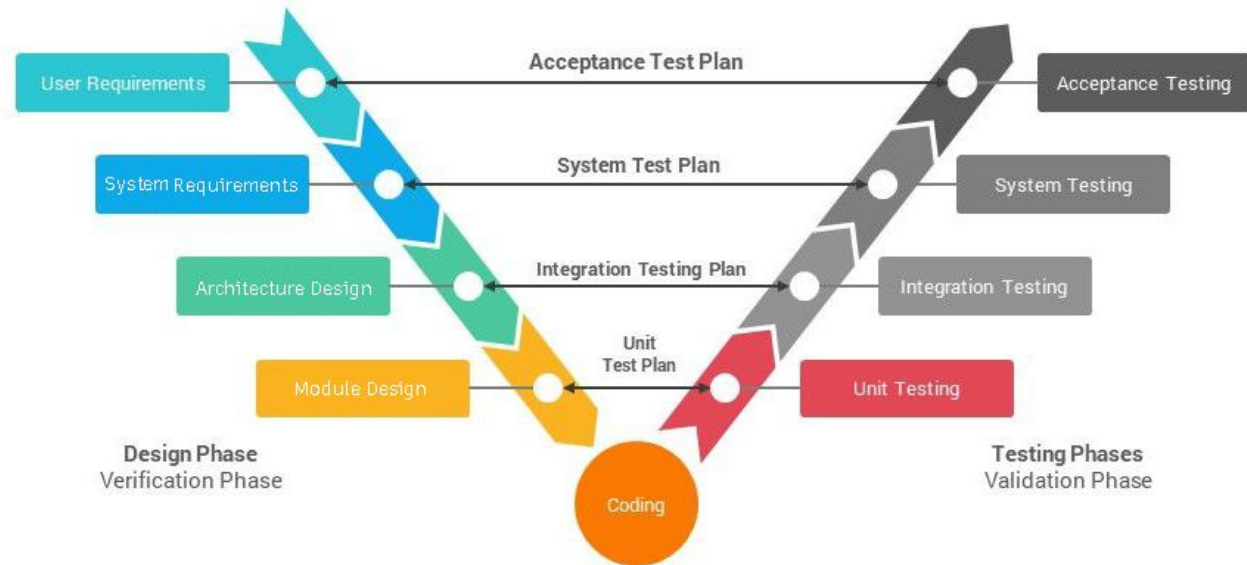 Acceptance Test Plan
User Requirements
Acceptance Testing
System Test Plan
System Requirements
System Testing
Integration Testing Plan
Architecture Design
Integration Testing
Unit
Test Plan
Module Design
Unit Testing
Design Phase
Verification Phase
Testing Phases
Validation Phase
Coding